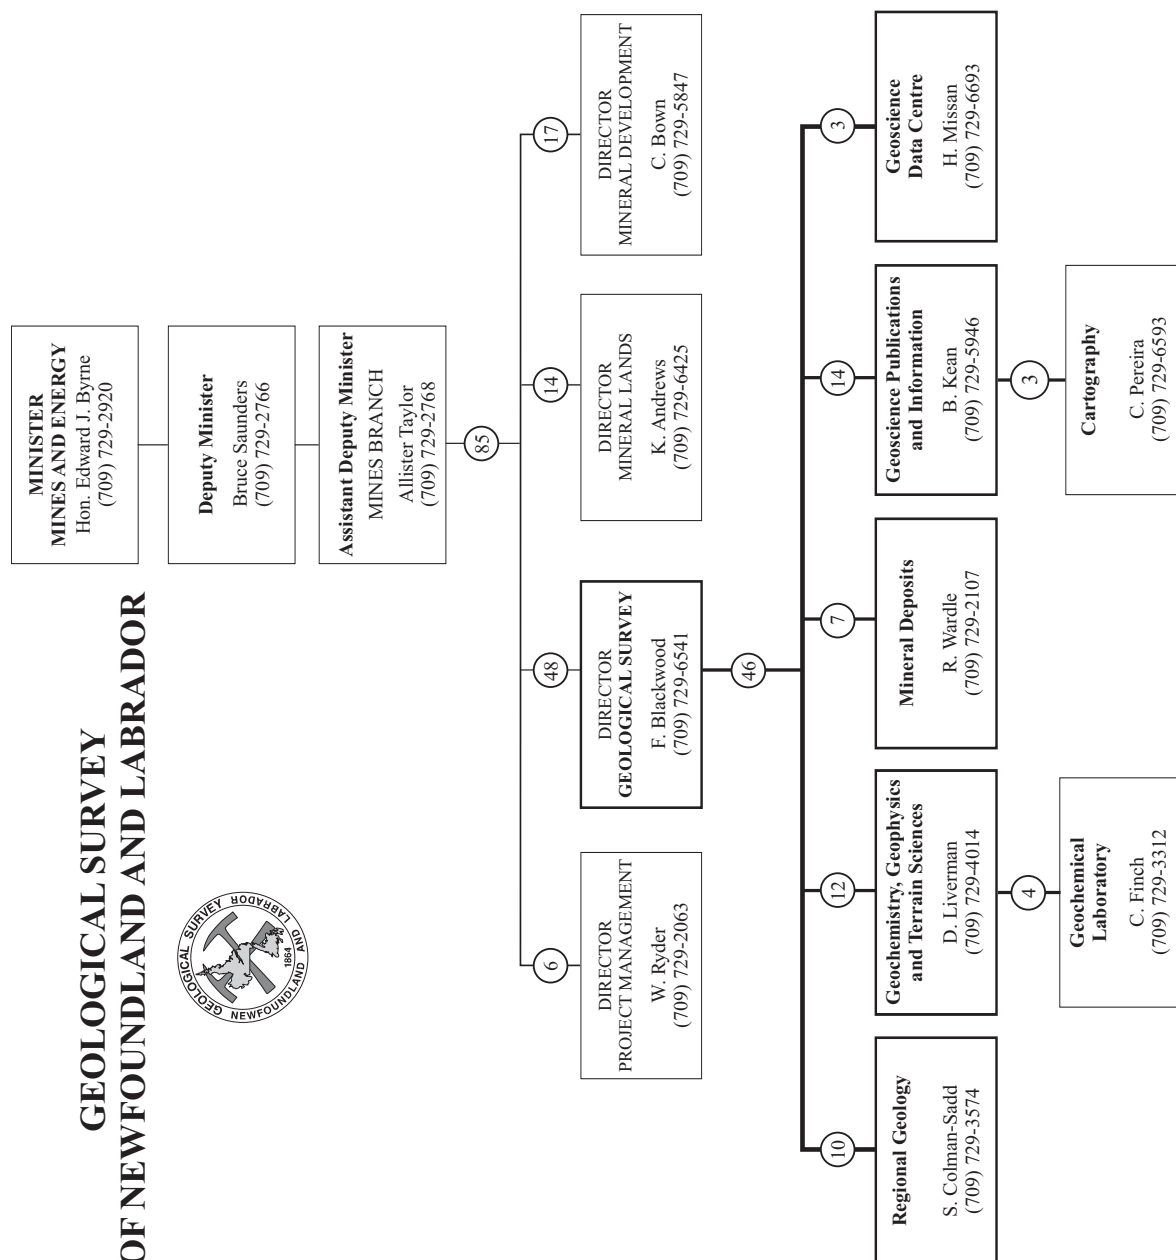 GEOLOGICAL SURVEY
OF NEWFOUNDLAND AND LABRADOR
GEOLOGICAL SURVEY
NEWFOUNDLAND AND LABRADOR
1864
MINISTER
MINES AND ENERGY
Hon. Edward J. Byrne
(709) 729-2920
Deputy Minister
Bruce Saunders
(709) 729-2766
Assistant Deputy Minister
MINES BRANCH
Allister Taylor
(709) 729-2768
85
6
DIRECTOR
PROJECT MANAGEMENT
W. Ryder
(709) 729-2063
48
DIRECTOR
GEOLOGICAL SURVEY
F. Blackwood
(709) 729-6541
14
DIRECTOR
MINERAL LANDS
K. Andrews
(709) 729-6425
17
DIRECTOR
MINERAL DEVELOPMENT
C. Bown
(709) 729-5847
46
10
Regional Geology
S. Colman-Sadd
(709) 729-3574
12
Geochemistry, Geophysics
and Terrain Sciences
D. Liverman
(709) 729-4014
7
Mineral Deposits
R. Wardle
(709) 729-2107
14
Geoscience Publications
and Information
B. Kean
(709) 729-5946
3
Geoscience
Data Centre
H. Missan
(709) 729-6693
4
Geochemical
Laboratory
C. Finch
(709) 729-3312
3
Cartography
C. Pereira
(709) 729-6593